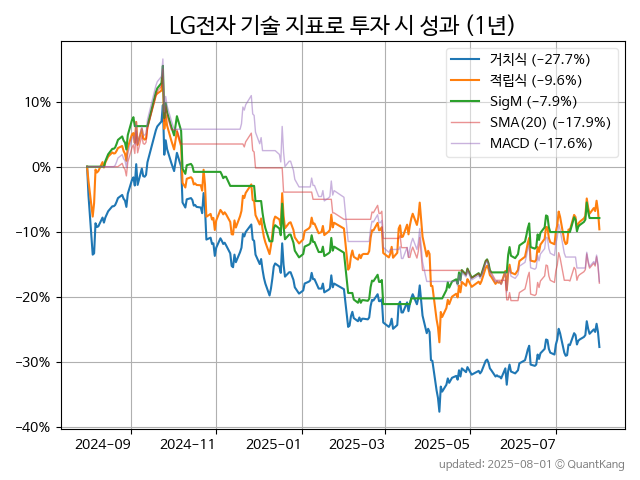 LG전자 기술 지표로 투자 시 성과 (1년)
거치식 (−27.7%)
적립식 (−9.6%)
SigM (−7.9%)
SMA(20) (−17.9%)
MACD (−17.6%)
10%
0%
−10%
−20%
−30%
−40%
2024-09 2024-11 2025-01 2025-03 2025-05 2025-07
updated: 2025-08-01 © QuantKang